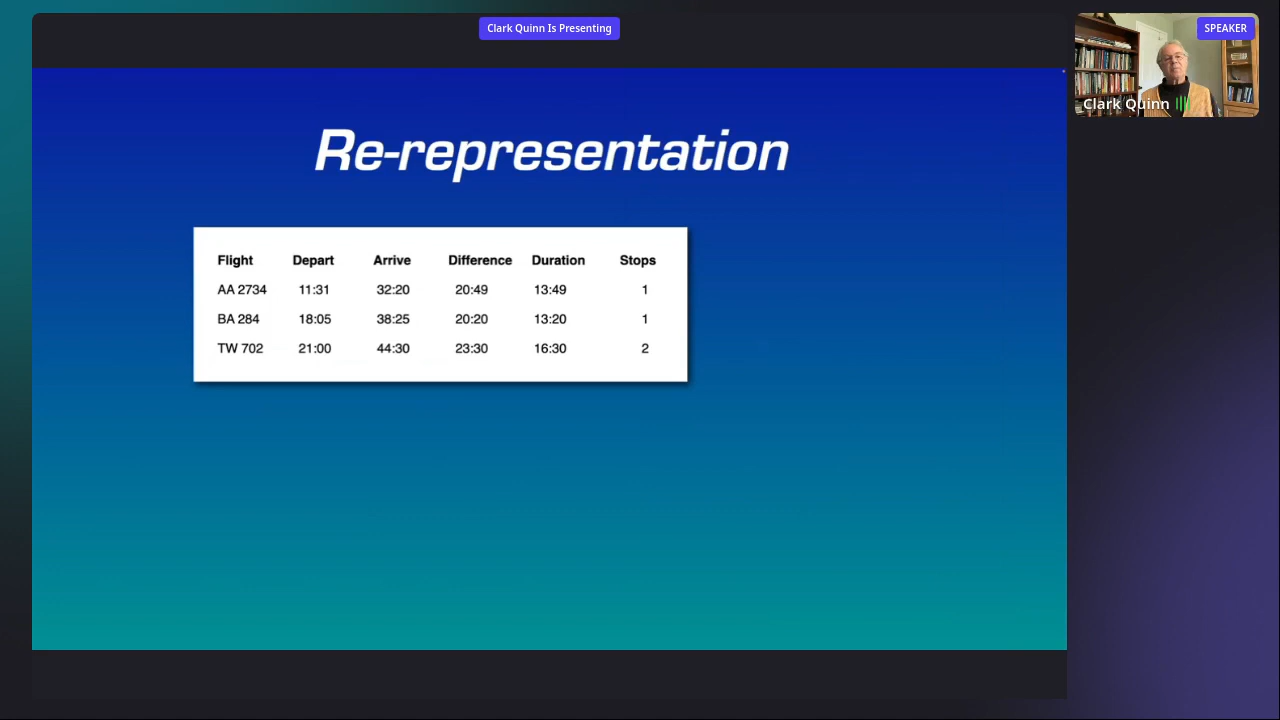 Clark Quinn Is Presenting
SPEAKER
Clark Quinn
Re-representation
Flight Depart Arrive Difference Duration Stops
AA 2734 11:31 32:20 20:49 13:49 1
BA 284 18:05 38:25 20:20 13:20 1
TW 702 21:00 44:30 23:30 16:30 2